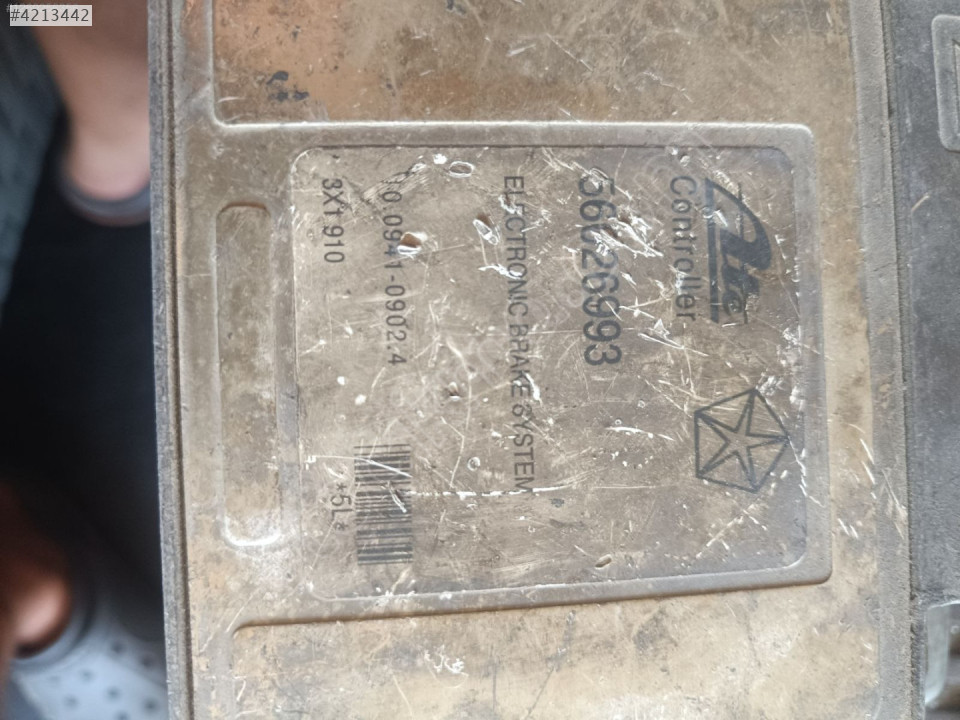 #4213442
Ate
Controller
56026993
ELECTRONIC BRAKE SYSTEM
10.0941-0902.4
3X1910
*5L*